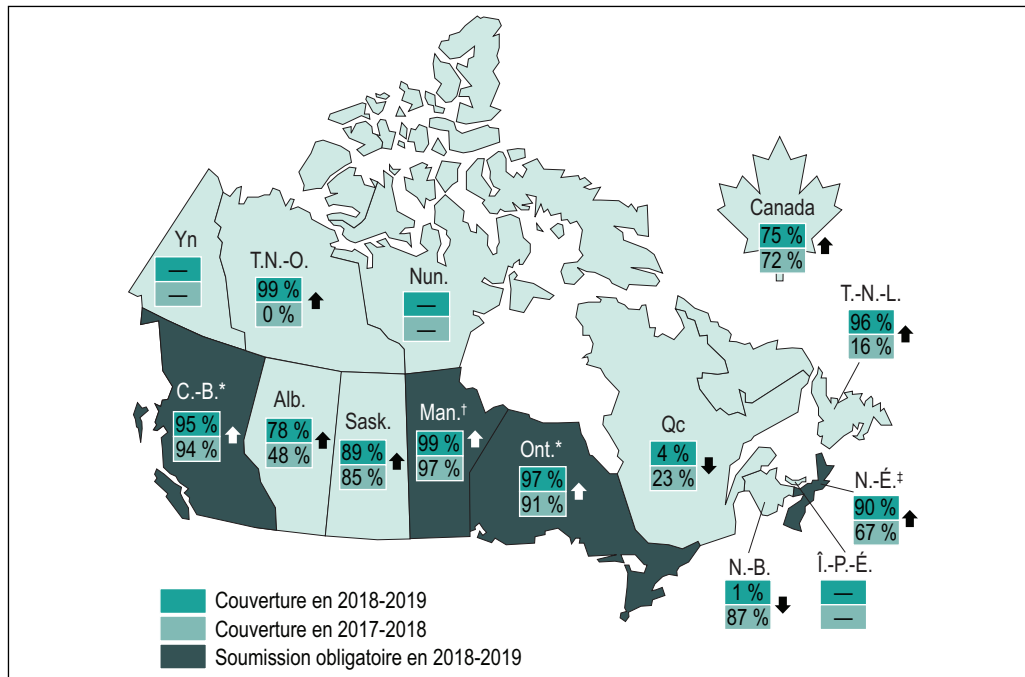 Canada
75 %
72 %
Yn
—
—
T.N.-O.
99 %
0 %
Nun.
—
—
T.-N.-L.
96 %
16 %
C.-B.*
95 %
94 %
Alb.
78 %
48 %
Sask.
89 %
85 %
Man.†
99 %
97 %
Ont.*
97 %
91 %
Qc
4 %
23 %
N.-É.‡
90 %
67 %
N.-B.
1 %
87 %
Î.-P.-É.
—
—
Couverture en 2018-2019
Couverture en 2017-2018
Soumission obligatoire en 2018-2019